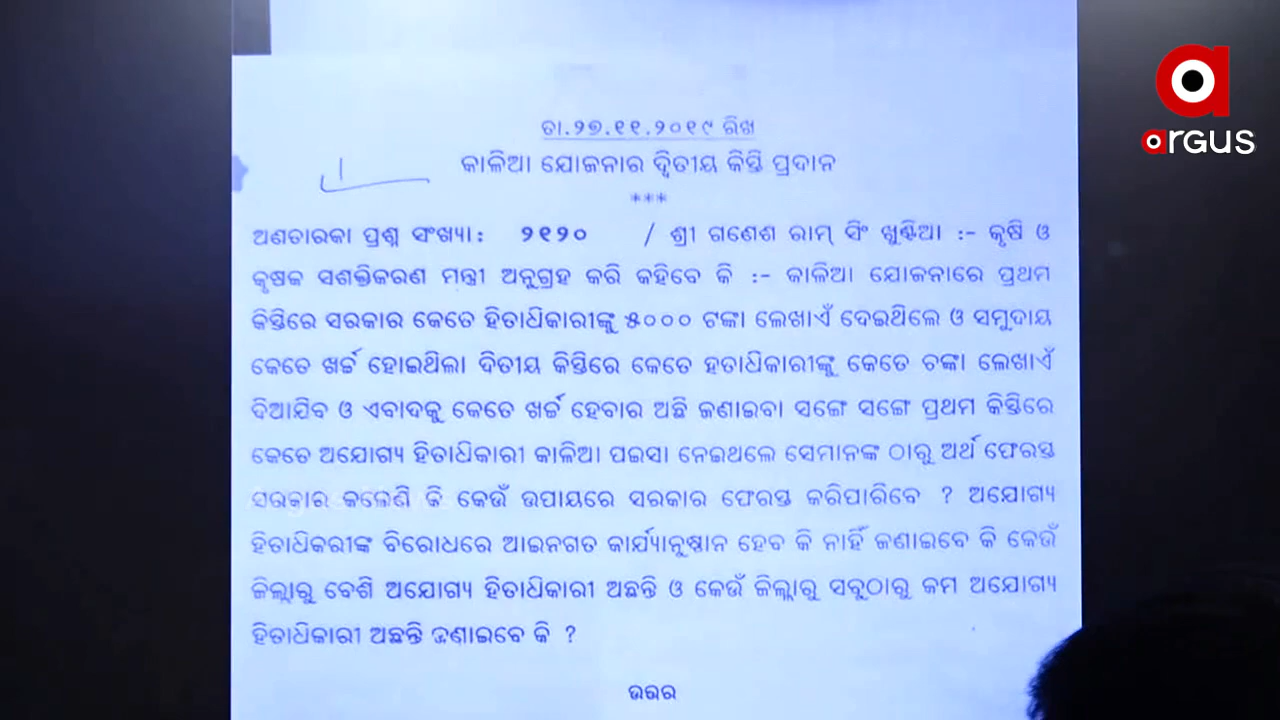 argus
ତା.୨୭.୧୧.୨୦୧୯ ରିଖ
କାଳିଆ ଯୋଜନାର ଦ୍ଵିତୀୟ କିସ୍ତି ପ୍ରଦାନ
***
ଅଣତାରକା ପ୍ରଶ୍ନ ସଂଖ୍ୟା: ୨୧୨୦ / ଶ୍ରୀ ଗଣେଶ ରାମ୍ ସିଂ ଖୁଣ୍ଟିଆ :- କୃଷି ଓ
କୃଷକ ସଶକ୍ତିକରଣ ମନ୍ତ୍ରୀ ଅନୁଗ୍ରହ କରି କହିବେ କି :- କାଳିଆ ଯୋଜନାରେ ପ୍ରଥମ
କିସ୍ତିରେ ସରକାର କେତେ ହିତାଧିକାରୀଙ୍କୁ ୫୦୦୦ ଟଙ୍କା ଲେଖାଏଁ ଦେଇଥିଲେ ଓ ସମୁଦାୟ
କେତେ ଖର୍ଚ୍ଚ ହୋଇଥିଲା ଦିତୀୟ କିସ୍ତିରେ କେତେ ହତାଧିକାରୀଙ୍କୁ କେତେ ଟଙ୍କା ଲେଖାଏଁ
ଦିଆଯିବ ଓ ଏବାଦକୁ କେତେ ଖର୍ଚ୍ଚ ହେବାର ଅଛି ଜଣାଇବା ସଙ୍ଗେ ସଙ୍ଗେ ପ୍ରଥମ କିସ୍ତିରେ
କେତେ ଅଯୋଗ୍ୟ ହିତାଧିକାରୀ କାଳିଆ ପଇସା ନେଇଥଲେ ସେମାନଙ୍କ ଠାରୁ ଅର୍ଥ ଫେରସ୍ତ
ସରକାର କଲେଣି କି କେଉଁ ଉପାୟରେ ସରକାର ଫେରସ୍ତ କରିପାରିବେ ? ଅଯୋଗ୍ୟ
ହିତାଧିକରୀଙ୍କ ବିରୋଧରେ ଆଇନଗତ କାର୍ଯ୍ୟାନୁଷ୍ଠାନ ହେବ କି ନାହିଁ ଜଣାଇବେ କି କେଉଁ
ଜିଲ୍ଲାରୁ ବେଶି ଅଯୋଗ୍ୟ ହିତାଧିକାରୀ ଅଛନ୍ତି ଓ କେଉଁ ଜିଲ୍ଲାରୁ ସବୁଠାରୁ କମ ଅଯୋଗ୍ୟ
ହିତାଧିକାରୀ ଅଛନ୍ତି ଜଣାଇବେ କି ?
ଉତ୍ତର